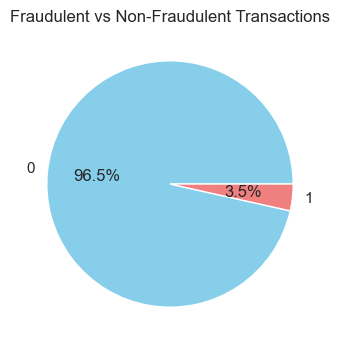 Fraudulent vs Non-Fraudulent Transactions
0
96.5%
3.5%
1